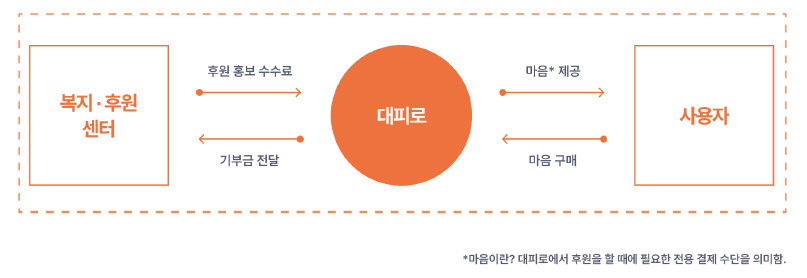 복지 · 후원
센터
후원 홍보 수수료
기부금 전달
대피로
마음* 제공
마음 구매
사용자
*마음이란? 대피로에서 후원을 할 때에 필요한 전용 결제 수단을 의미함.